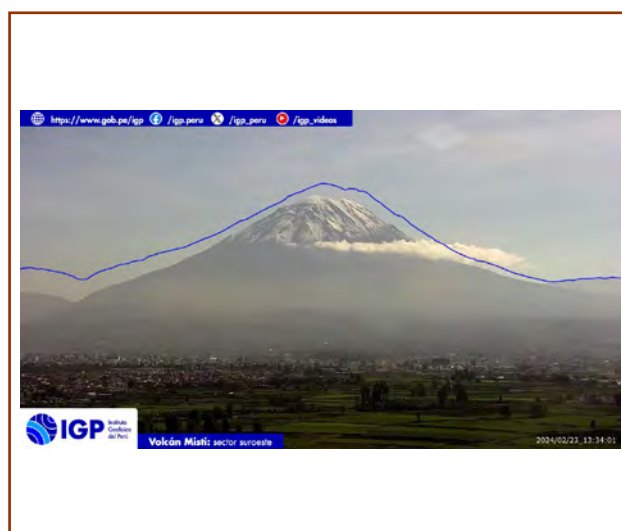 https://www.gob.pe/igp /igp.peru /igp_peru /igp_videos
IGP Instituto
Geofísico
del Perú
Volcán Misti: sector suroeste
2024/02/23_13:34:01